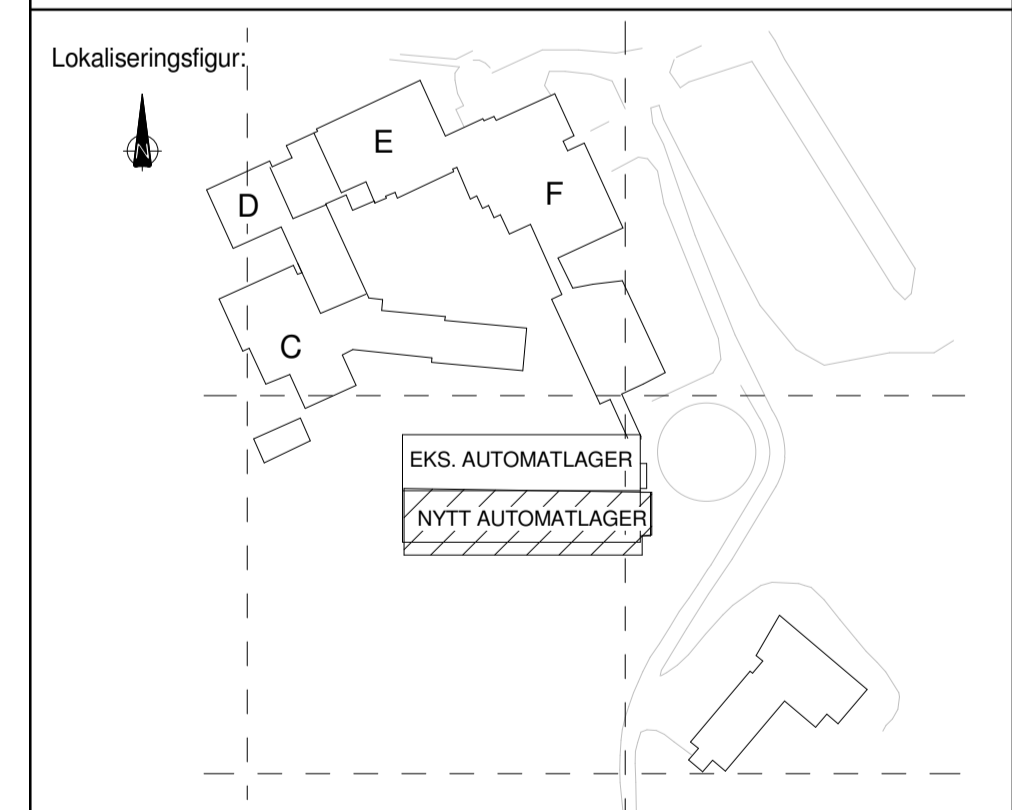 Lokaliseringsfigur:
N
E
D
F
C
EKS. AUTOMATLAGER
NYTT AUTOMATLAGER